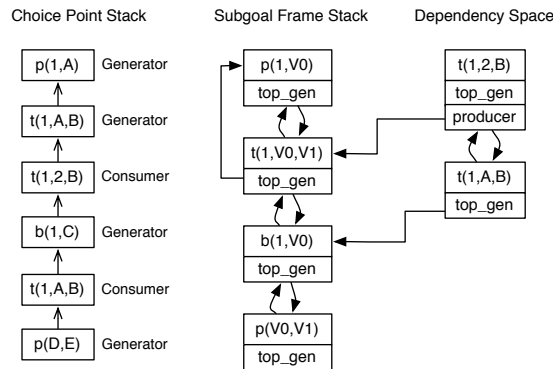 Choice Point Stack
p(1,A) Generator
t(1,A,B) Generator
t(1,2,B) Consumer
b(1,C) Generator
t(1,A,B) Consumer
p(D,E) Generator
Subgoal Frame Stack
p(1,V0)
top_gen
t(1,V0,V1)
top_gen
b(1,V0)
top_gen
p(V0,V1)
top_gen
Dependency Space
t(1,2,B)
top_gen
producer
t(1,A,B)
top_gen